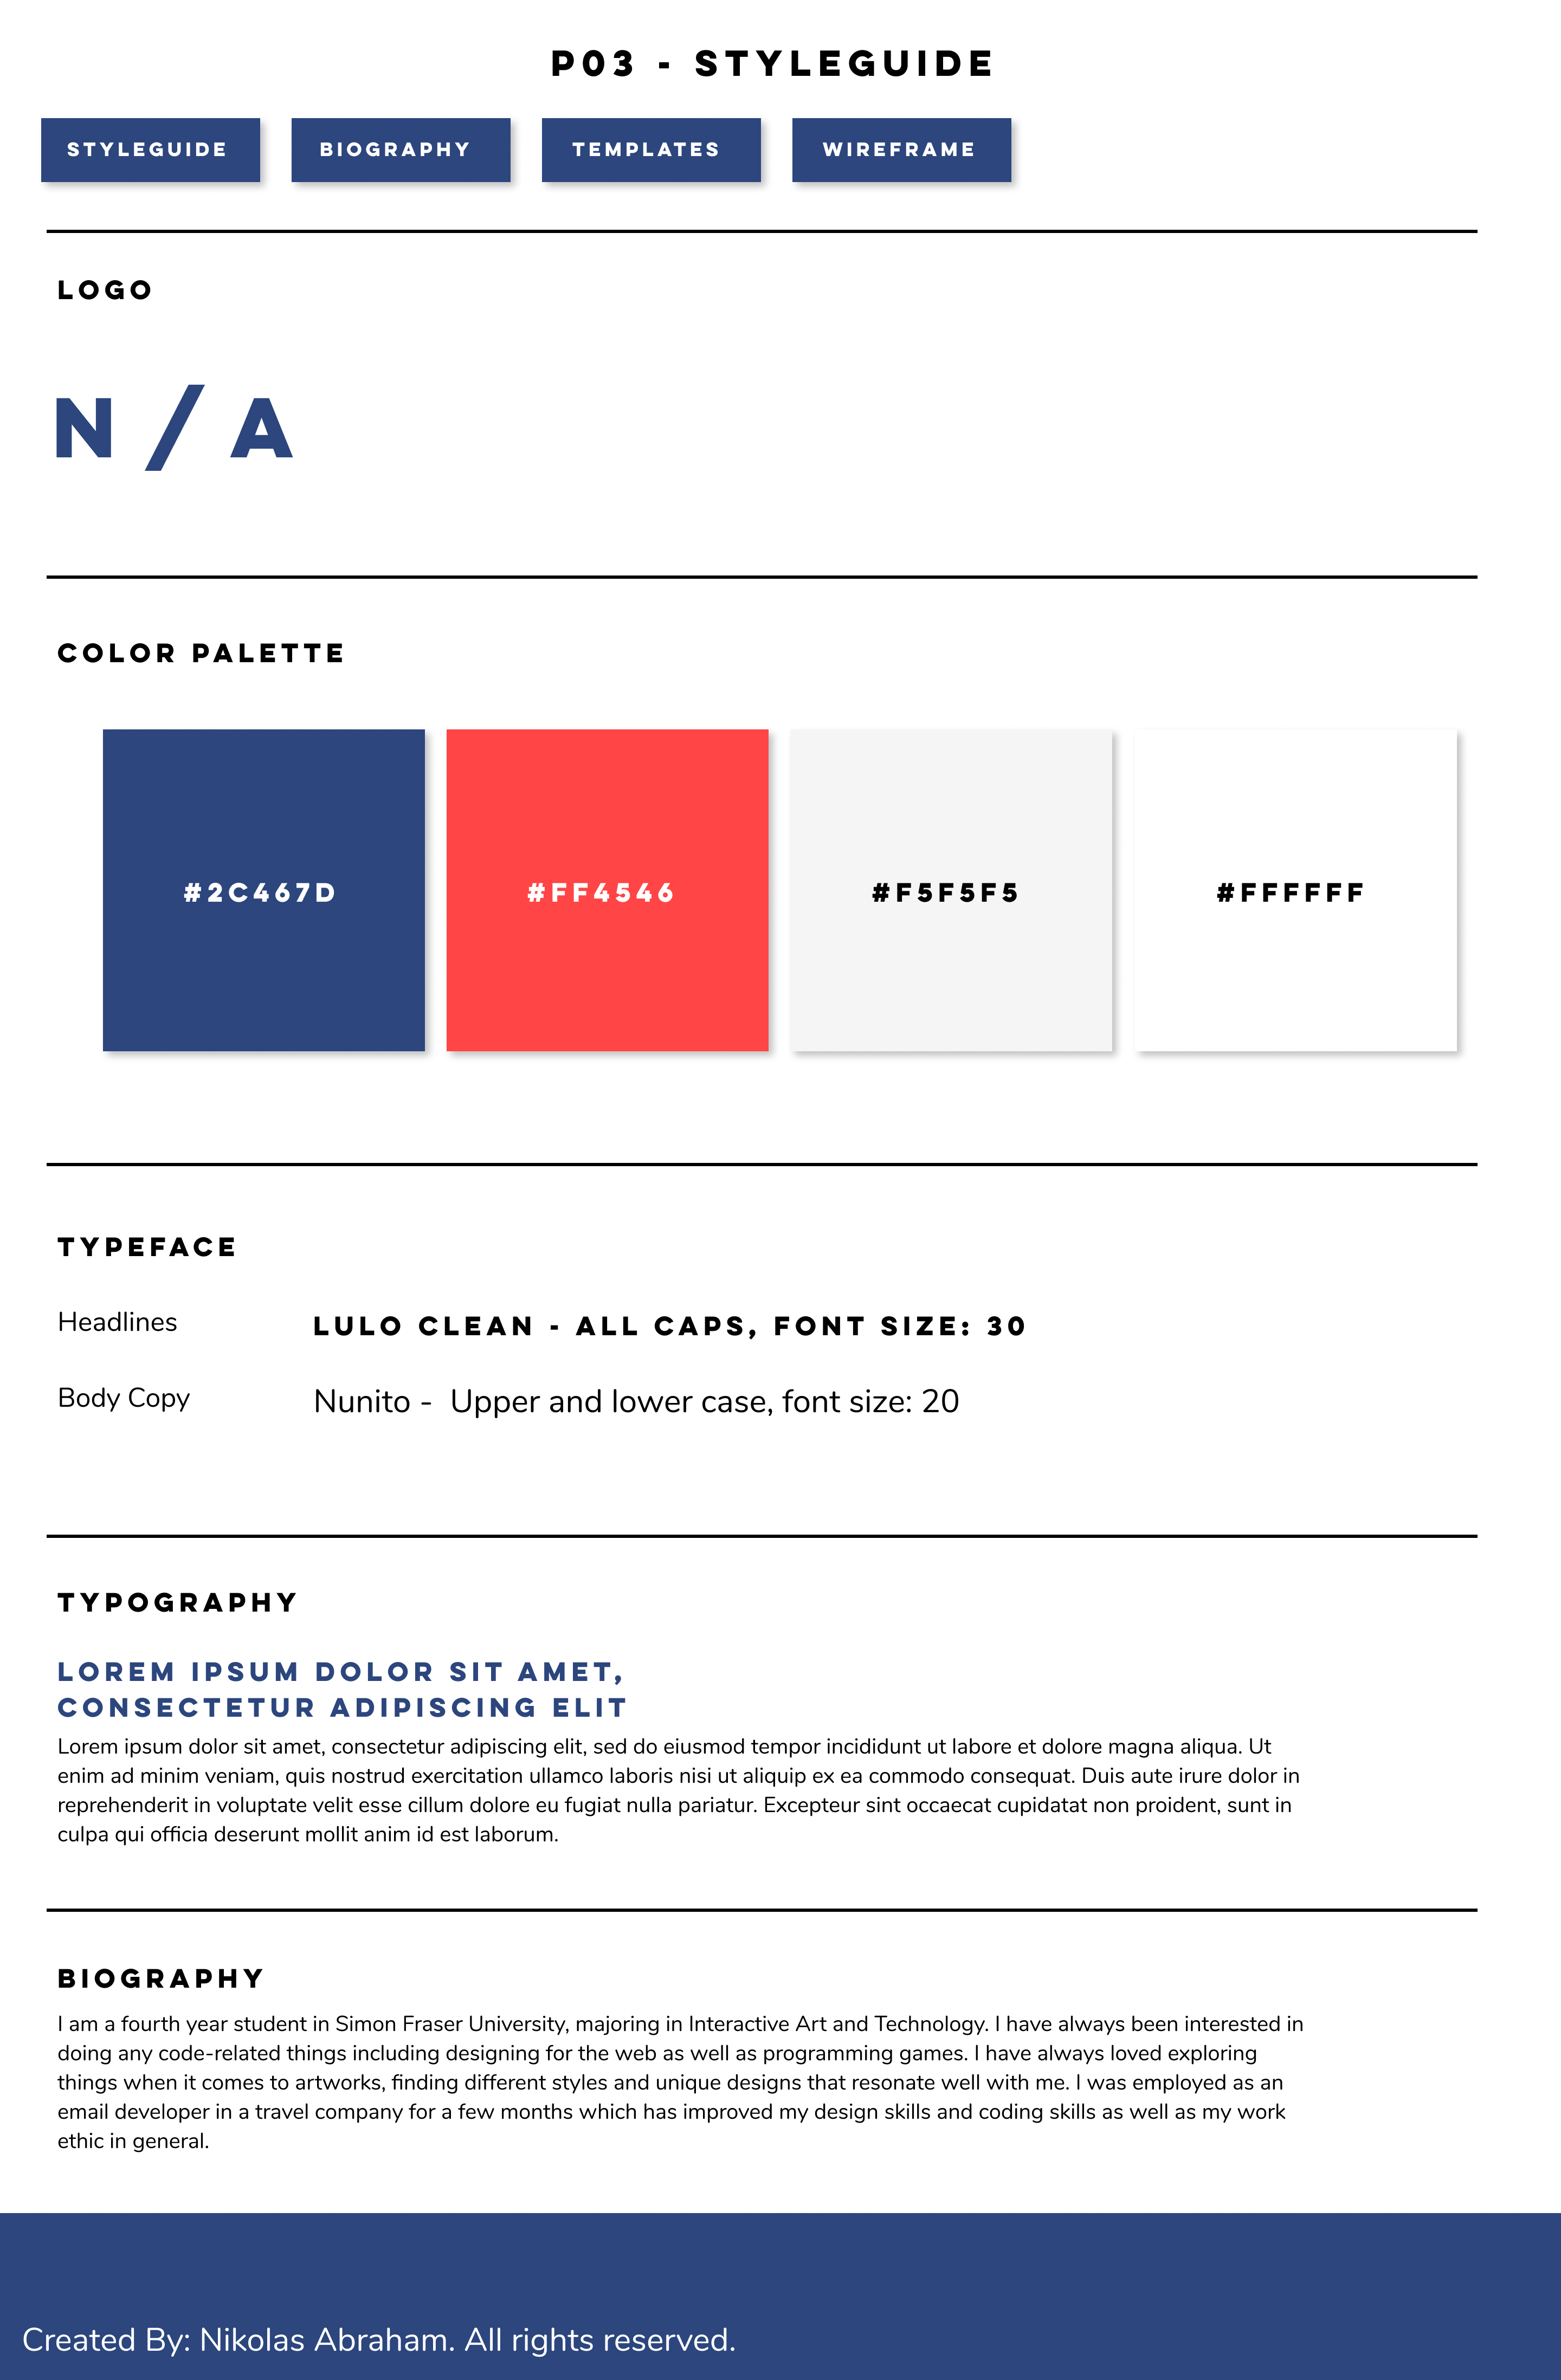 P03 - STYLEGUIDE
STYLEGUIDE BIOGRAPHY TEMPLATES WIREFRAME
LOGO
N / A
COLOR PALETTE
#2C467D #FF4546 #F5F5F5 #FFFFFF
TYPEFACE
Headlines LULO CLEAN - ALL CAPS, FONT SIZE: 30
Body Copy Nunito -  Upper and lower case, font size: 20
TYPOGRAPHY
LOREM IPSUM DOLOR SIT AMET,
CONSECTETUR ADIPISCING ELIT
Lorem ipsum dolor sit amet, consectetur adipiscing elit, sed do eiusmod tempor incididunt ut labore et dolore magna aliqua. Ut
enim ad minim veniam, quis nostrud exercitation ullamco laboris nisi ut aliquip ex ea commodo consequat. Duis aute irure dolor in
reprehenderit in voluptate velit esse cillum dolore eu fugiat nulla pariatur. Excepteur sint occaecat cupidatat non proident, sunt in
culpa qui officia deserunt mollit anim id est laborum.
BIOGRAPHY
I am a fourth year student in Simon Fraser University, majoring in Interactive Art and Technology. I have always been interested in
doing any code-related things including designing for the web as well as programming games. I have always loved exploring
things when it comes to artworks, finding different styles and unique designs that resonate well with me. I was employed as an
email developer in a travel company for a few months which has improved my design skills and coding skills as well as my work
ethic in general.
Created By: Nikolas Abraham. All rights reserved.